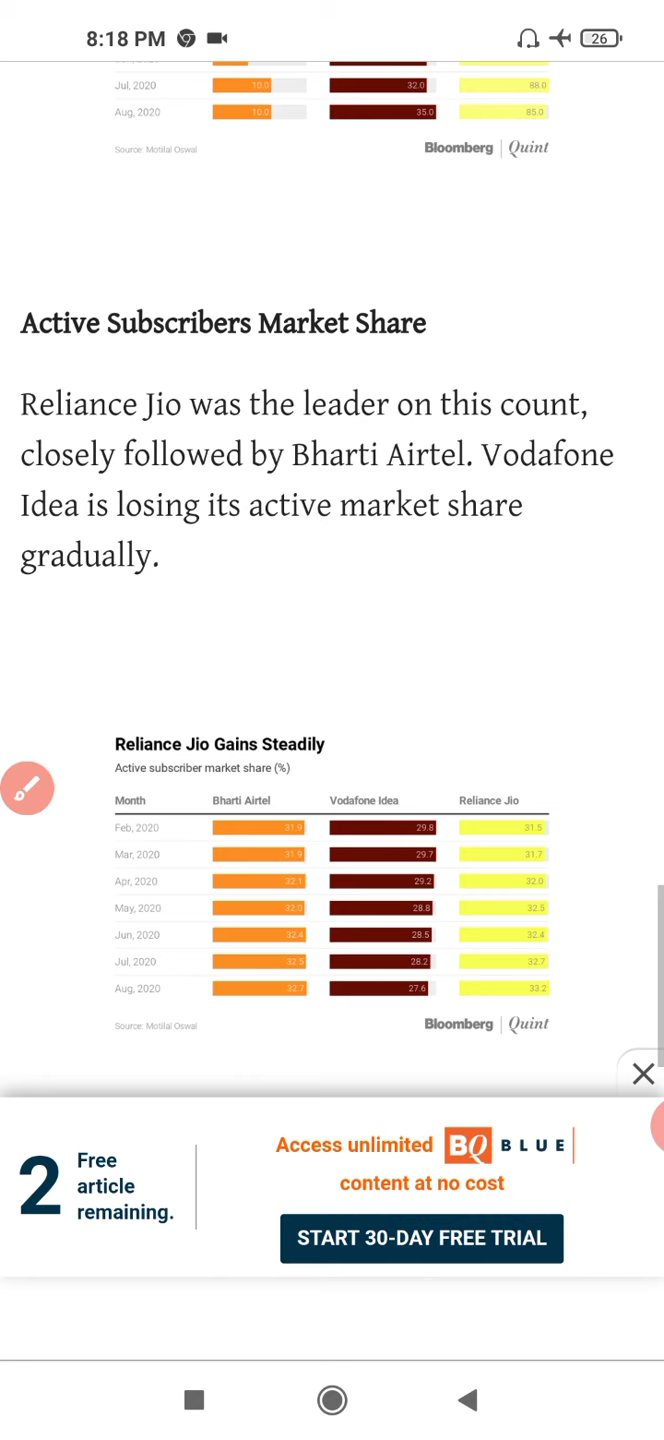 8:18 PM 26
Jul, 2020 10.0 32.0 88.0
Aug, 2020 10.0 35.0 85.0
Source: Motilal Oswal Bloomberg | Quint
Active Subscribers Market Share
Reliance Jio was the leader on this count,
closely followed by Bharti Airtel. Vodafone
Idea is losing its active market share
gradually.
Reliance Jio Gains Steadily
Active subscriber market share (%)
Month Bharti Airtel Vodafone Idea Reliance Jio
Feb, 2020 31.9 29.8 31.5
Mar, 2020 31.9 29.7 31.7
Apr, 2020 32.1 29.2 32.0
May, 2020 32.0 28.8 32.5
Jun, 2020 32.4 28.5 32.4
Jul, 2020 32.5 28.2 32.7
Aug, 2020 32.7 27.6 33.2
Source: Motilal Oswal Bloomberg | Quint
2 Free
article
remaining.
Access unlimited BQ BLUE
content at no cost
START 30-DAY FREE TRIAL